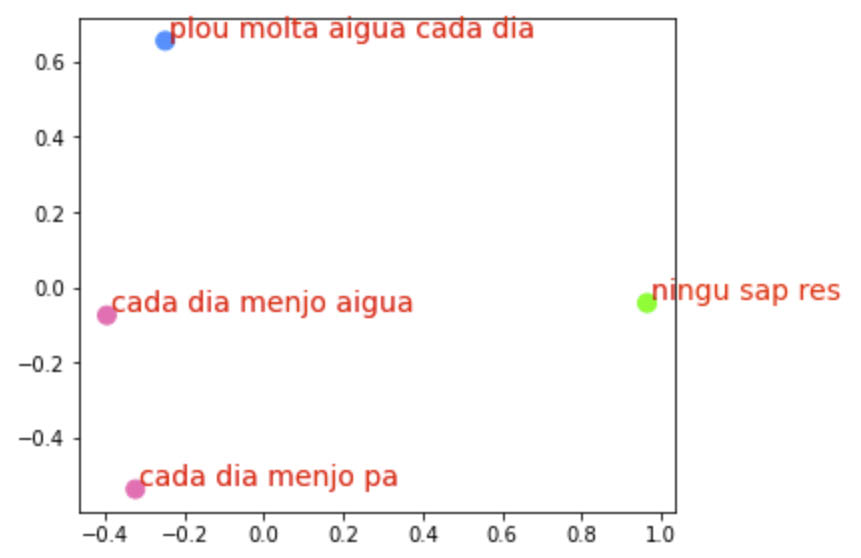 plou molta aigua cada dia
0.6
0.4
0.2
0.0
ningu sap res
cada dia menjo aigua
−0.2
−0.4
cada dia menjo pa
−0.4 −0.2 0.0 0.2 0.4 0.6 0.8 1.0